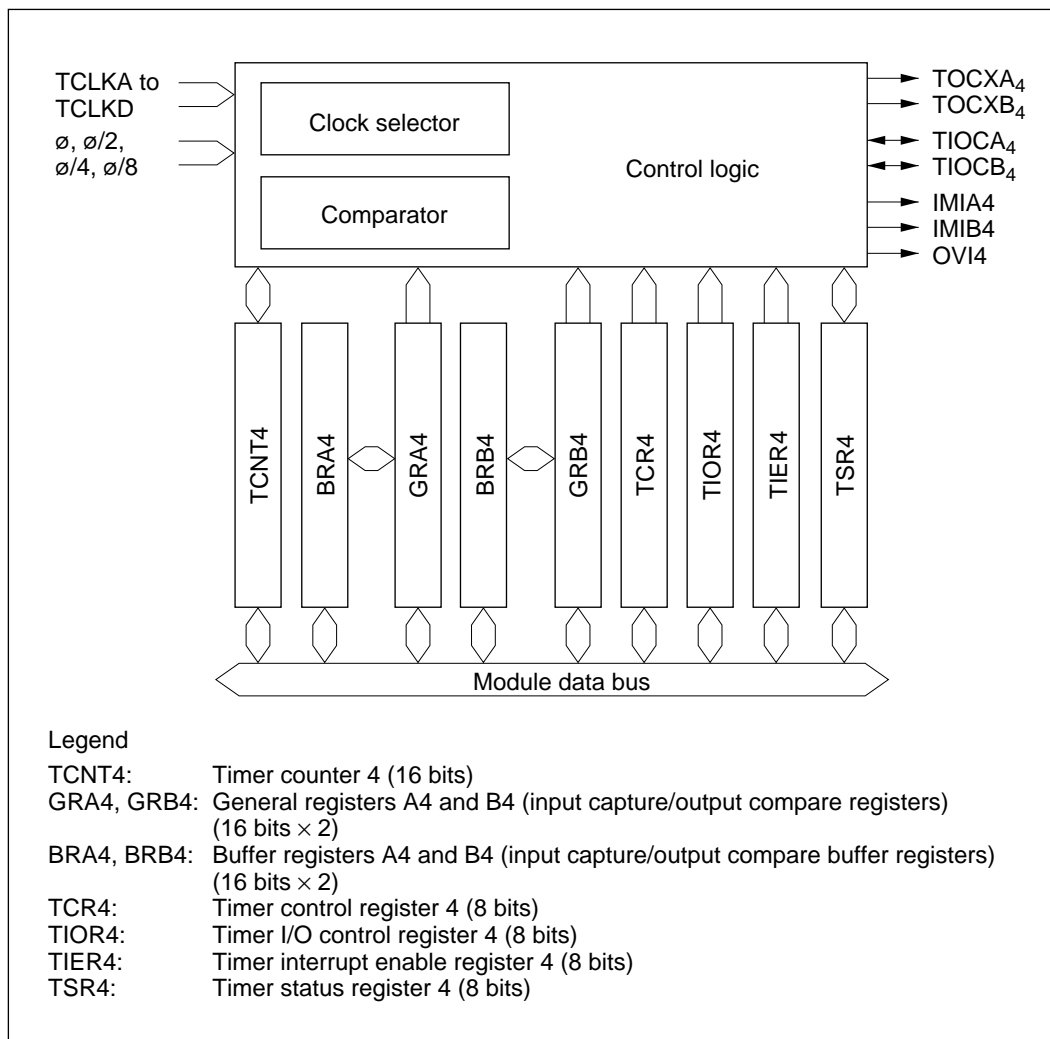 TCLKA to
TCLKD
ø, ø/2,
ø/4, ø/8
Clock selector
Comparator
Control logic
TOCXA4
TOCXB4
TIOCA4
TIOCB4
IMIA4
IMIB4
OVI4
TCNT4
BRA4
GRA4
BRB4
GRB4
TCR4
TIOR4
TIER4
TSR4
Module data bus
Legend
TCNT4: Timer counter 4 (16 bits)
GRA4, GRB4: General registers A4 and B4 (input capture/output compare registers)
(16 bits × 2)
BRA4, BRB4: Buffer registers A4 and B4 (input capture/output compare buffer registers)
(16 bits × 2)
TCR4: Timer control register 4 (8 bits)
TIOR4: Timer I/O control register 4 (8 bits)
TIER4: Timer interrupt enable register 4 (8 bits)
TSR4: Timer status register 4 (8 bits)